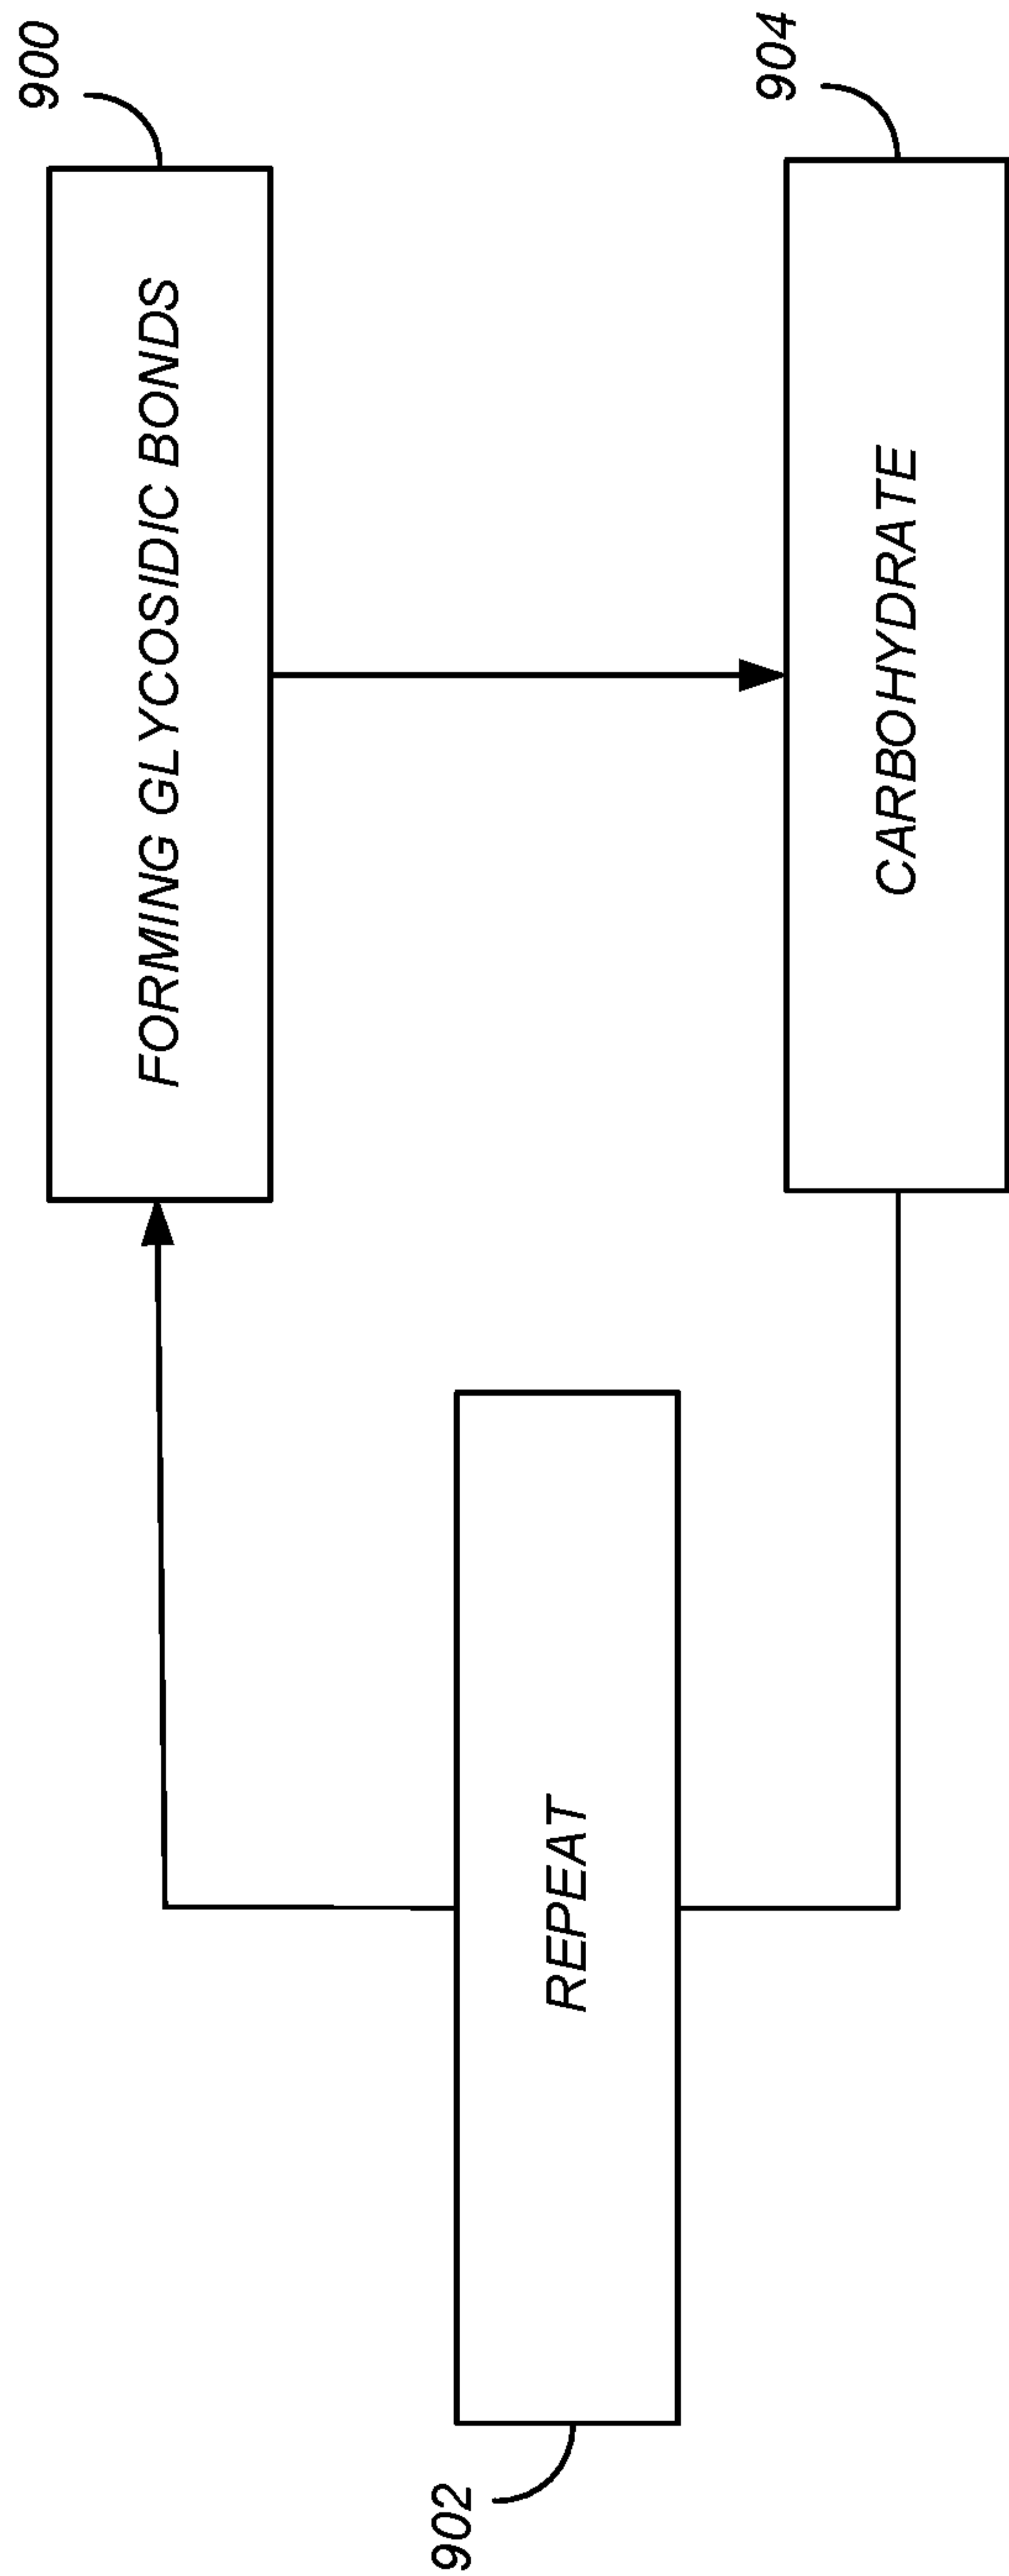 900
FORMING GLYCOSIDIC BONDS
902
REPEAT
904
CARBOHYDRATE